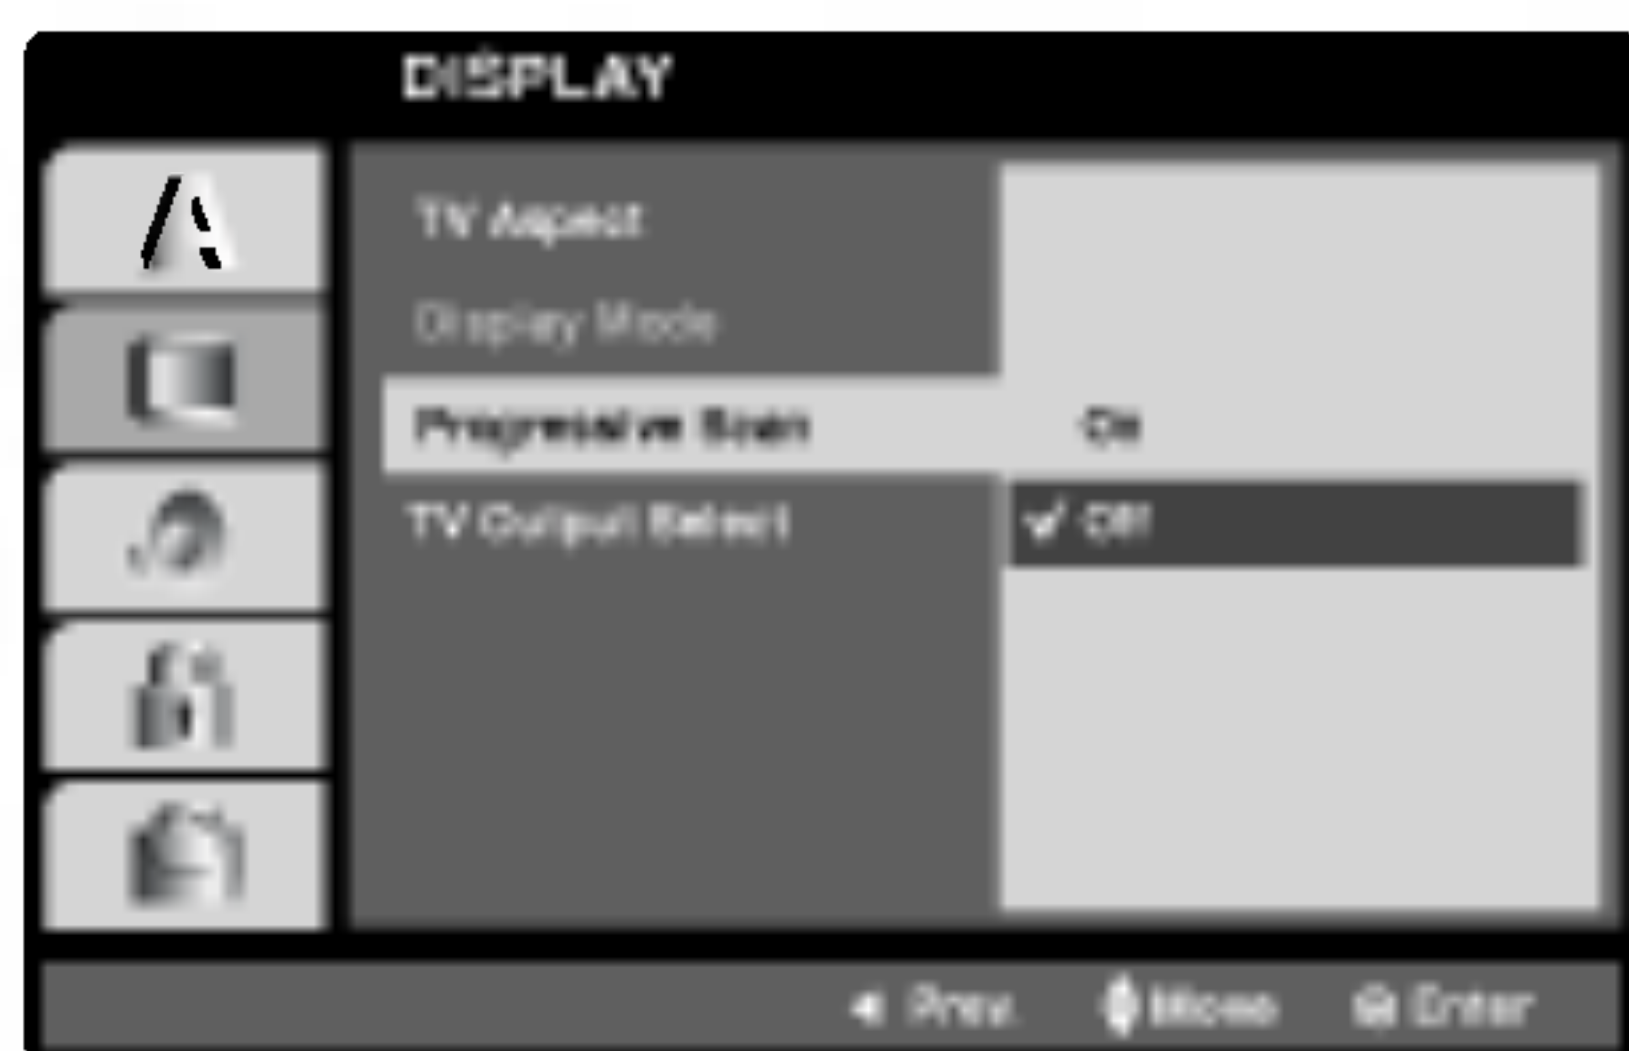 DISPLAY
TV Aspect
Display Mode
Progressive Scan On
TV Output Select ✓ Off
◄ Prev. Move Enter